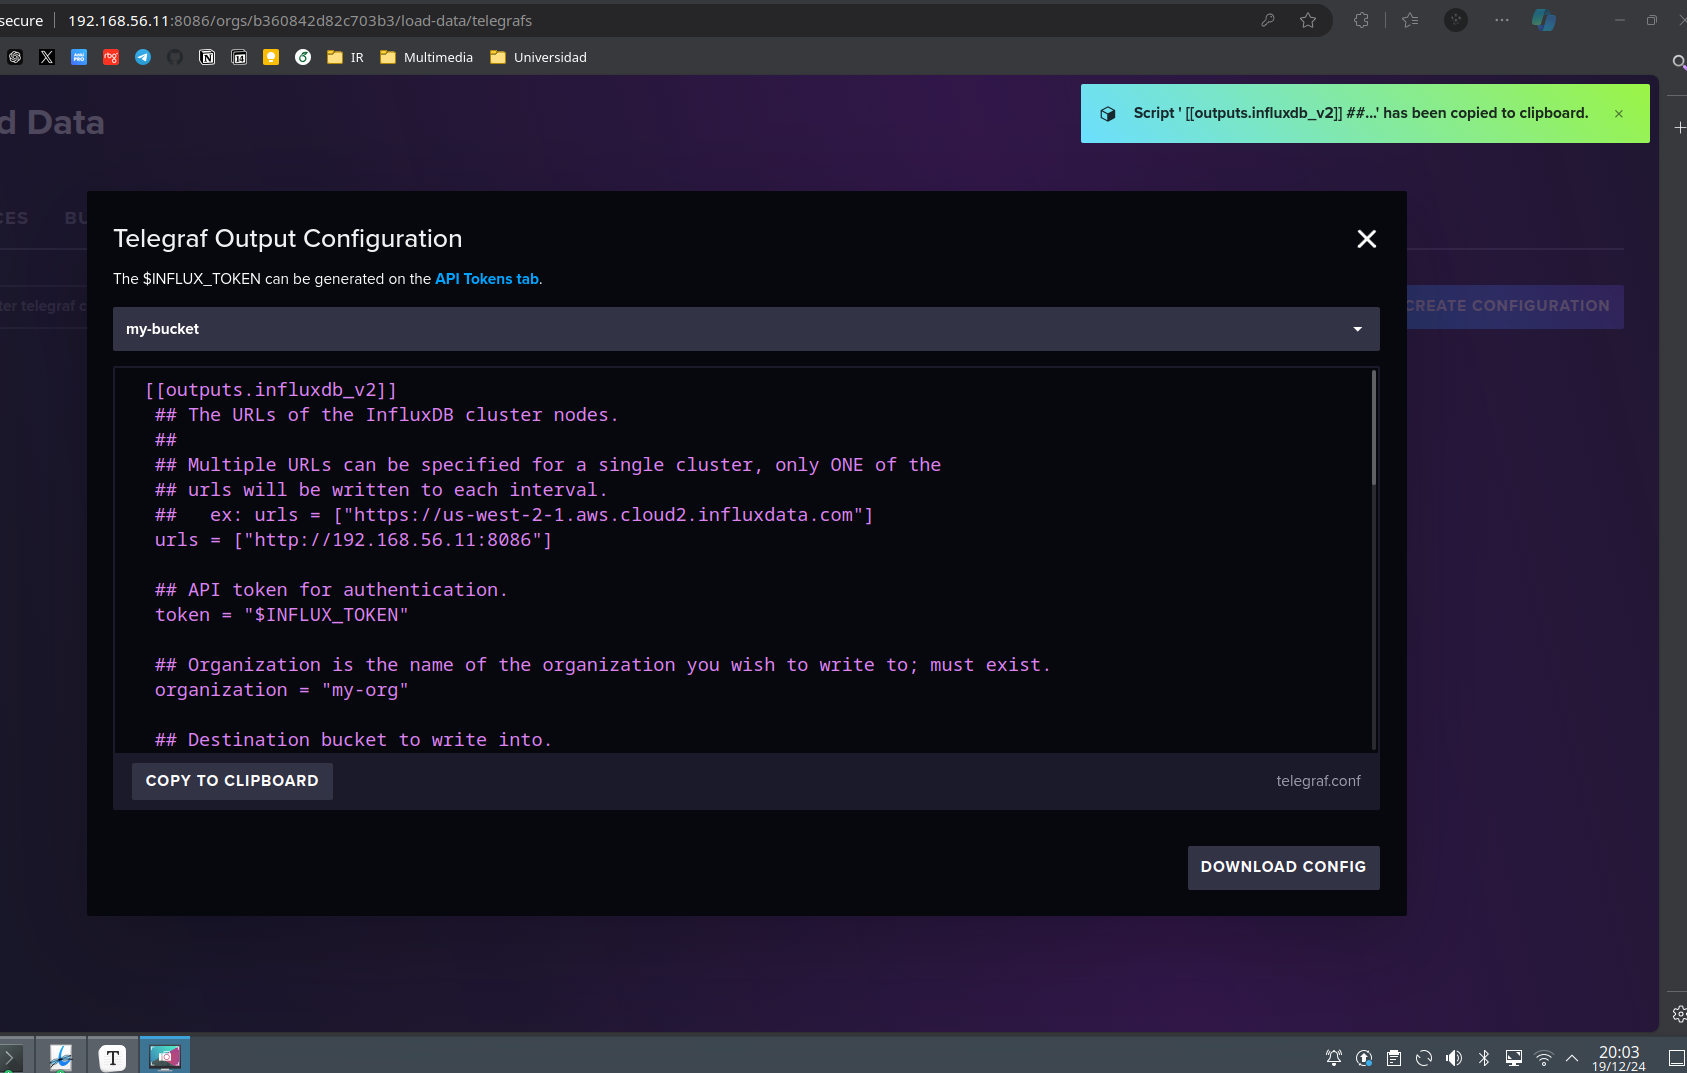 secure
192.168.56.11:8086/orgs/b360842d82c703b3/load-data/telegrafs
IR
Multimedia
Universidad
d Data
Script ' [[outputs.influxdb_v2]] ##...' has been copied to clipboard.
CES
BU
Telegraf Output Configuration
The $INFLUX_TOKEN can be generated on the API Tokens tab.
ter telegraf c
CREATE CONFIGURATION
my-bucket
[[outputs.influxdb_v2]]
## The URLs of the InfluxDB cluster nodes.
##
## Multiple URLs can be specified for a single cluster, only ONE of the
## urls will be written to each interval.
##   ex: urls = ["https://us-west-2-1.aws.cloud2.influxdata.com"]
urls = ["http://192.168.56.11:8086"]
## API token for authentication.
token = "$INFLUX_TOKEN"
## Organization is the name of the organization you wish to write to; must exist.
organization = "my-org"
## Destination bucket to write into.
COPY TO CLIPBOARD
telegraf.conf
DOWNLOAD CONFIG
T
20:03
19/12/24